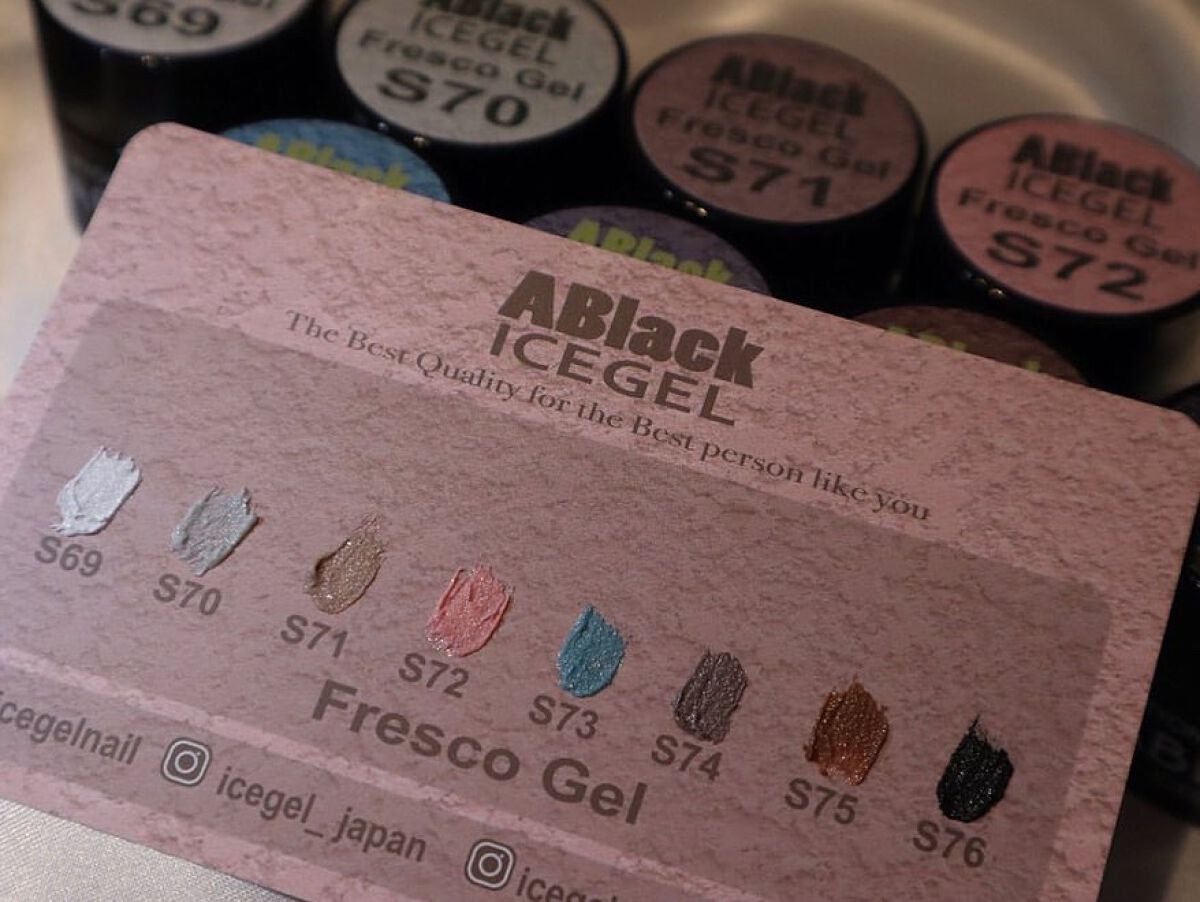 S69
ABlack
ICEGEL
Fresco Gel
S70
ABlack
ICEGEL
Fresco Gel
S71
ABlack
ICEGEL
Fresco Gel
S72
ABlack
ABlack
ABlack
ICEGEL
The Best Quality for the Best person like you
S69 S70 S71 S72 S73 S74 S75 S76
Fresco Gel
icegelnail icegel_japan